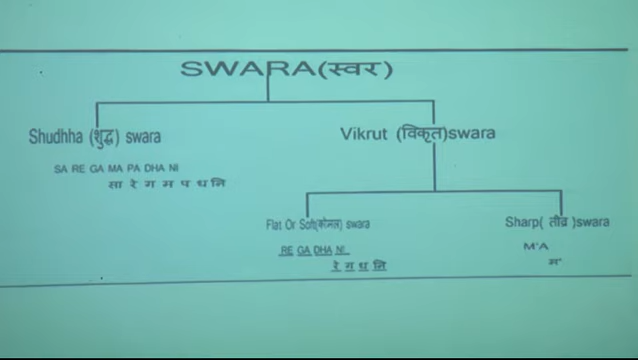 SWARA(स्वर)
Shudhha (शुद्ध) swara
Vikrut (विकृत)swara
SA RE GA MA PA DHA NI
सा रे ग म प ध नि
Flat Or Soft(कोमल) swara
Sharp( तीव्र )swara
RE GA DHA NI
M'A
रे ग ध नि
म'